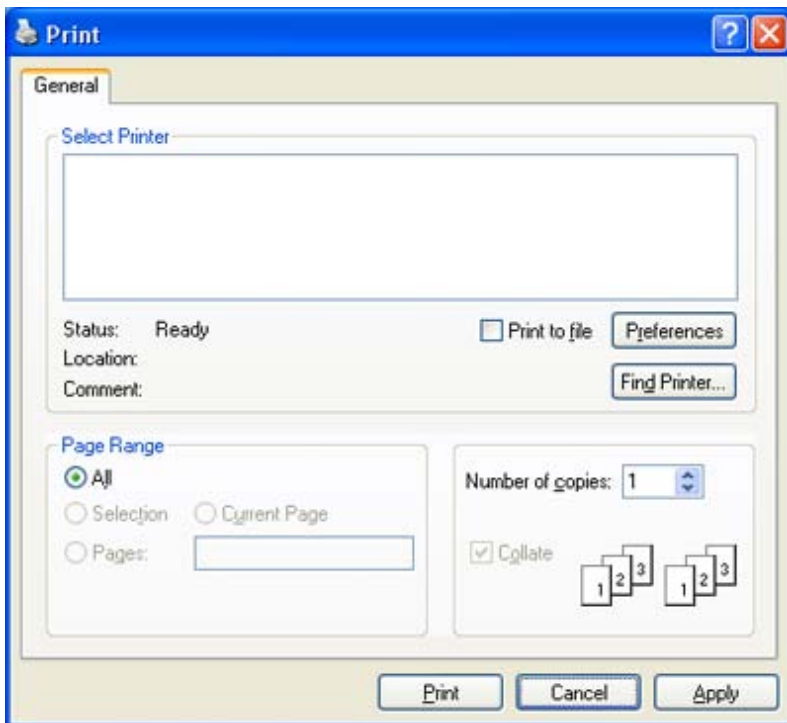 Print
General
Select Printer
Status: Ready
Print to file
Preferences
Location:
Comment:
Find Printer...
Page Range
All
Selection
Current Page
Pages:
Number of copies: 1
Collate
1 2 3 1 2 3
Print
Cancel
Apply